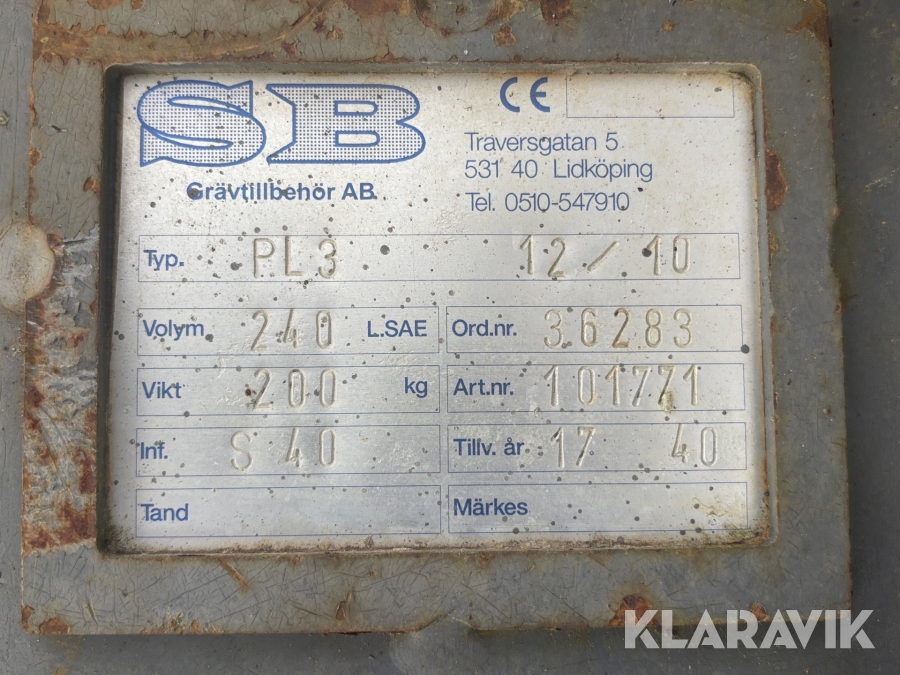 SB
Grävtillbehör AB.
CE
Traversgatan 5
531 40 Lidköping
Tel. 0510-547910
Typ. PL3 12/10
Volym 240 L.SAE Ord.nr. 36283
Vikt 200 kg Art.nr. 101771
Inf. S 40 Tillv. år 17 40
Tand Märkes
KLARAVIK